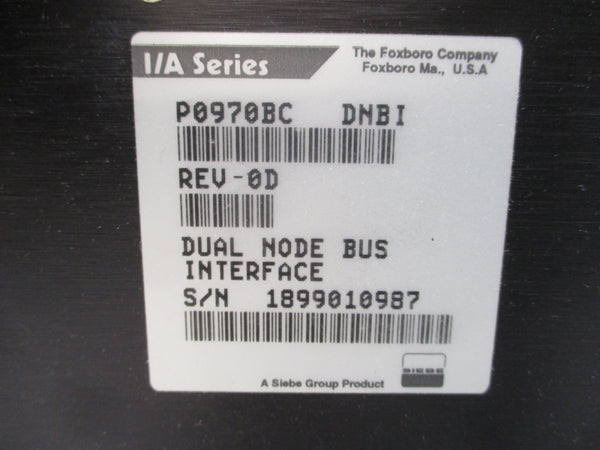 I/A Series
The Foxboro Company
Foxboro Ma., U.S.A
P0970BC DNBI
REV-0D
DUAL NODE BUS
INTERFACE
S/N 1899010987
SIEBE
A Siebe Group Product